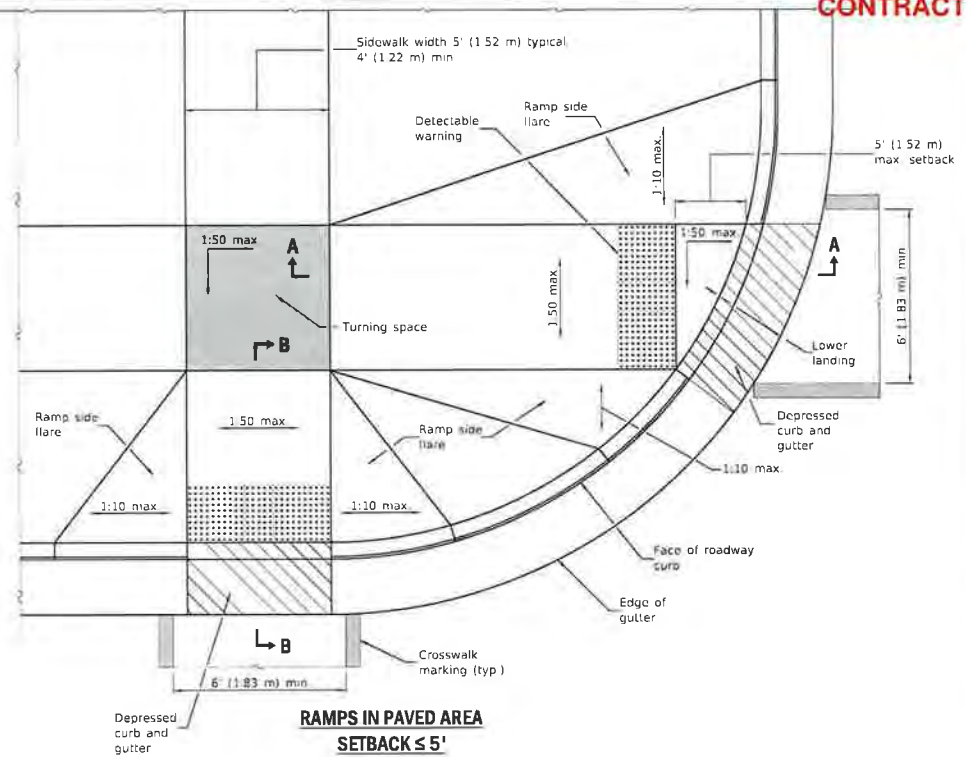 CONTRACT
Sidewalk width 5' (1.52 m) typical
4' (1.22 m) min
Detectable
warning
Ramp side
flare
1:10 max.
5' (1.52 m)
max. setback
1:50 max.
A
1:50 max.
1:50 max.
A
6' (1.83 m) min
Turning space
B
Lower
landing
Ramp side
flare
1:50 max.
Ramp side
flare
Depressed
curb and
gutter
1:10 max.
1:10 max.
1:10 max.
Face of roadway
curb
Edge of
gutter
B
Crosswalk
marking (typ.)
6' (1.83 m) min
Depressed
curb and
gutter
RAMPS IN PAVED AREA
SETBACK ≤ 5'